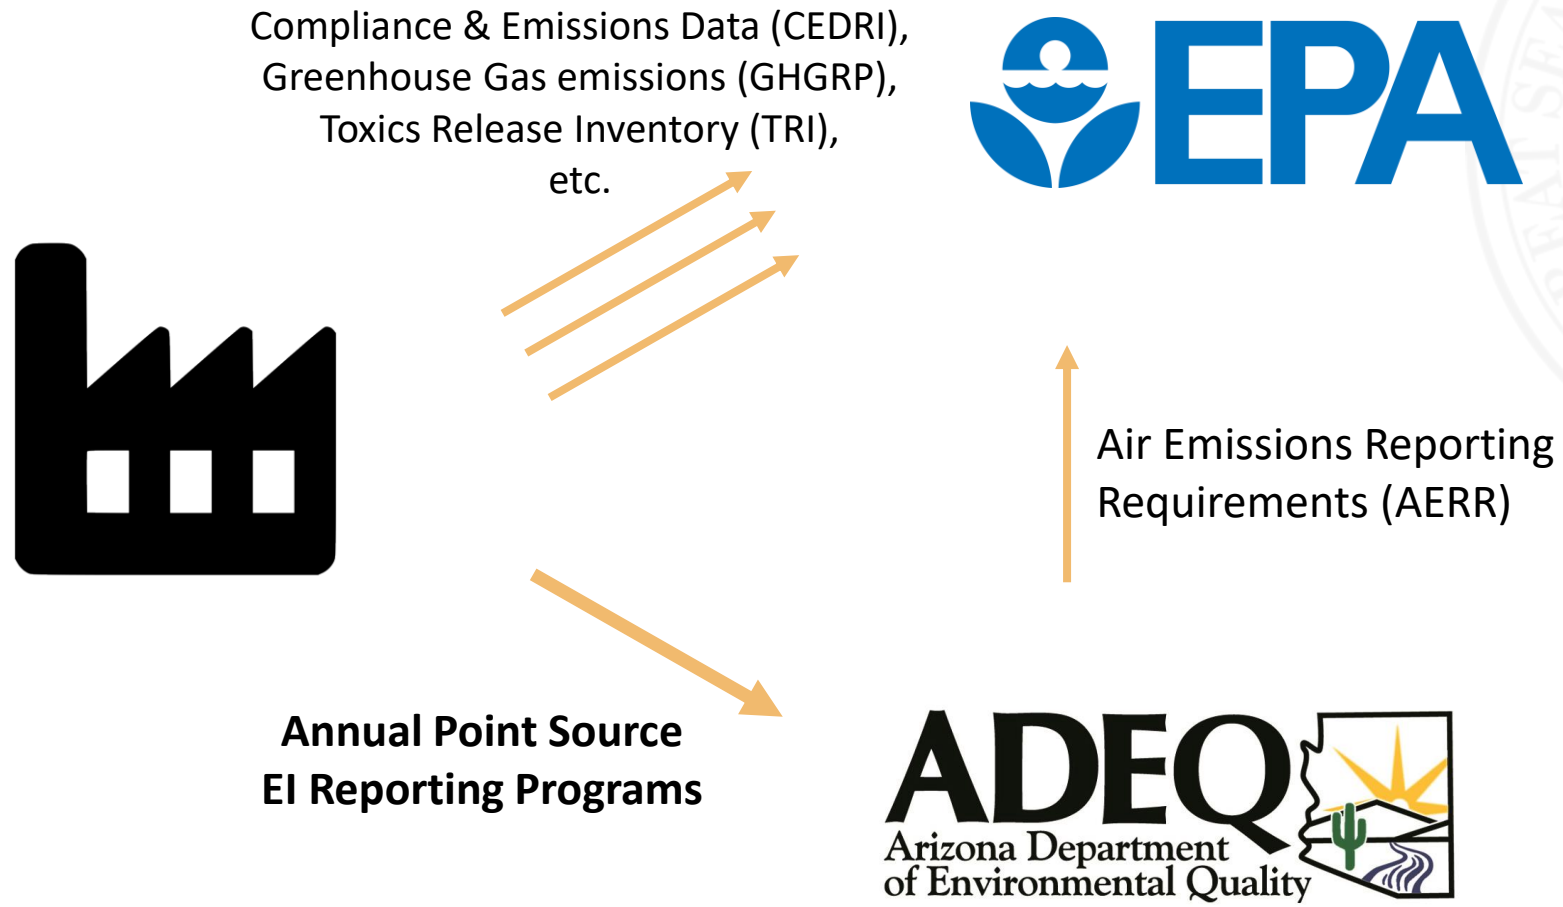 Compliance & Emissions Data (CEDRI),
Greenhouse Gas emissions (GHGRP),
Toxics Release Inventory (TRI),
etc.
EPA
Air Emissions Reporting
Requirements (AERR)
Annual Point Source
EI Reporting Programs
ADEQ
Arizona Department
of Environmental Quality